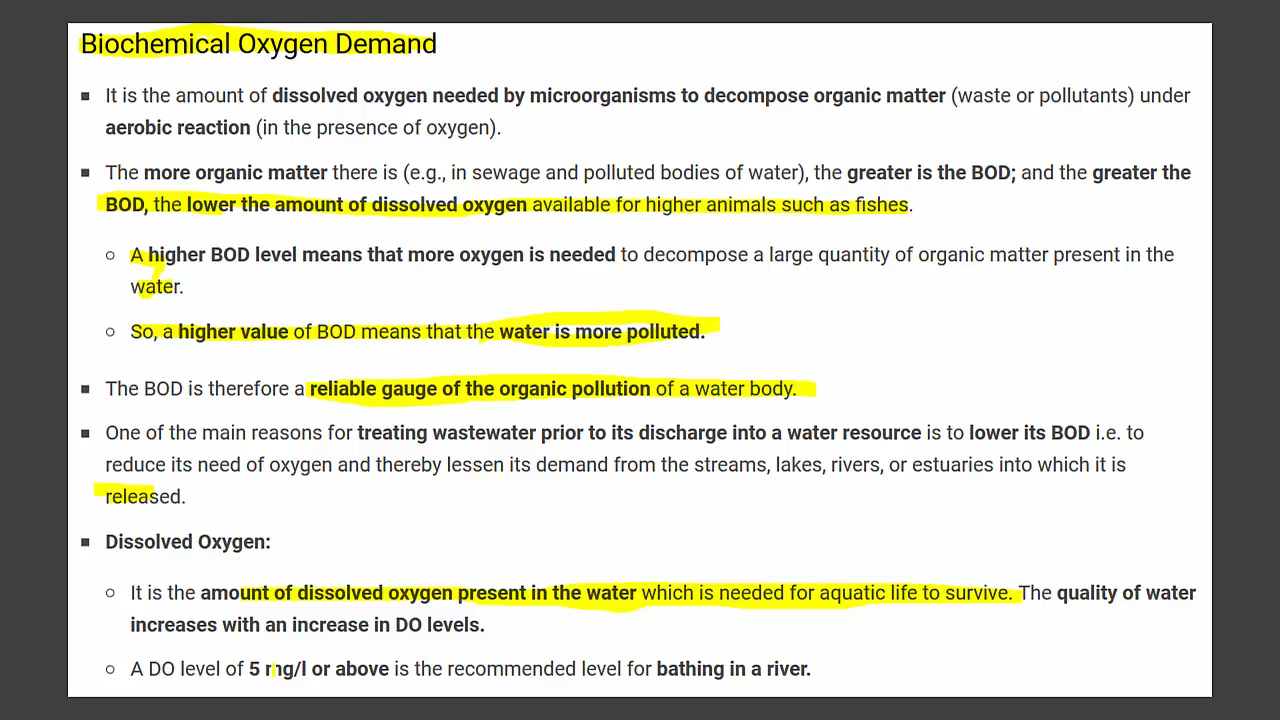 Biochemical Oxygen Demand
▪ It is the amount of dissolved oxygen needed by microorganisms to decompose organic matter (waste or pollutants) under
aerobic reaction (in the presence of oxygen).
▪ The more organic matter there is (e.g., in sewage and polluted bodies of water), the greater is the BOD; and the greater the
BOD, the lower the amount of dissolved oxygen available for higher animals such as fishes.
○ A higher BOD level means that more oxygen is needed to decompose a large quantity of organic matter present in the
water.
○ So, a higher value of BOD means that the water is more polluted.
▪ The BOD is therefore a reliable gauge of the organic pollution of a water body.
▪ One of the main reasons for treating wastewater prior to its discharge into a water resource is to lower its BOD i.e. to
reduce its need of oxygen and thereby lessen its demand from the streams, lakes, rivers, or estuaries into which it is
released.
▪ Dissolved Oxygen:
○ It is the amount of dissolved oxygen present in the water which is needed for aquatic life to survive. The quality of water
increases with an increase in DO levels.
○ A DO level of 5 mg/l or above is the recommended level for bathing in a river.